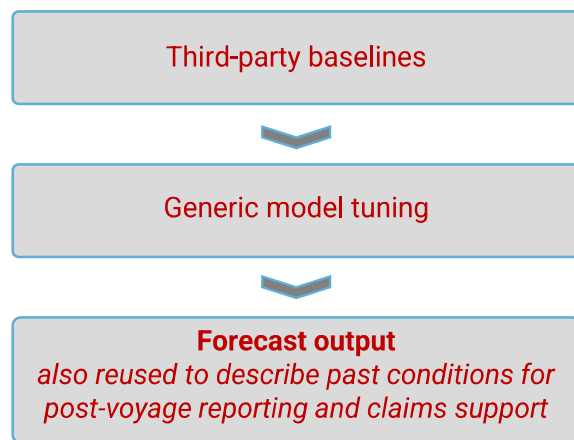 Third-party baselines
Generic model tuning
Forecast output
also reused to describe past conditions for
post-voyage reporting and claims support